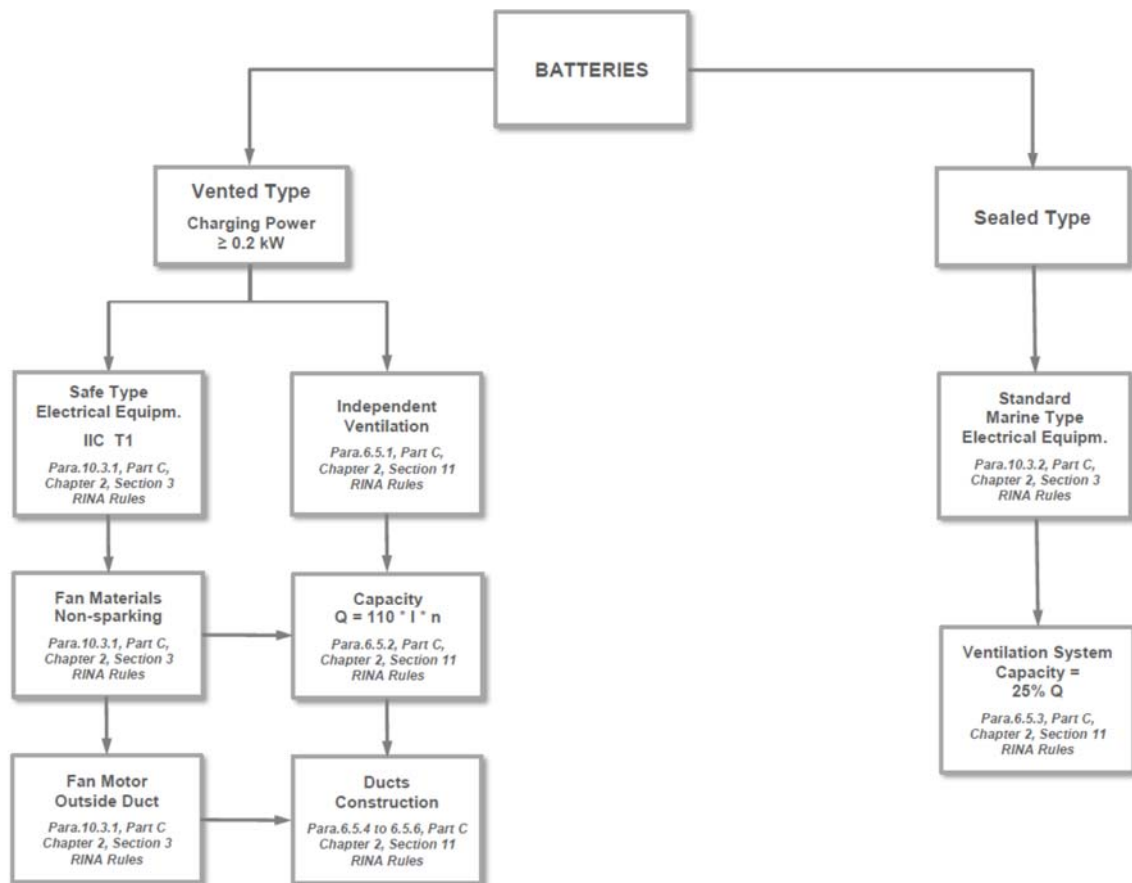 BATTERIES
Vented Type
Charging Power
≥ 0.2 kW
Sealed Type
Safe Type
Electrical Equipm.
IIC T1
Para.10.3.1, Part C,
Chapter 2, Section 3
RINA Rules
Independent
Ventilation
Para.6.5.1, Part C,
Chapter 2, Section 11
RINA Rules
Standard
Marine Type
Electrical Equipm.
Para.10.3.2, Part C,
Chapter 2, Section 3
RINA Rules
Fan Materials
Non-sparking
Para.10.3.1, Part C,
Chapter 2, Section 3
RINA Rules
Capacity
Q = 110 * I * n
Para.6.5.2, Part C,
Chapter 2, Section 11
RINA Rules
Ventilation System
Capacity =
25% Q
Para.6.5.3, Part C,
Chapter 2, Section 11
RINA Rules
Fan Motor
Outside Duct
Para.10.3.1, Part C
Chapter 2, Section 3
RINA Rules
Ducts
Construction
Para.6.5.4 to 6.5.6, Part C
Chapter 2, Section 11
RINA Rules